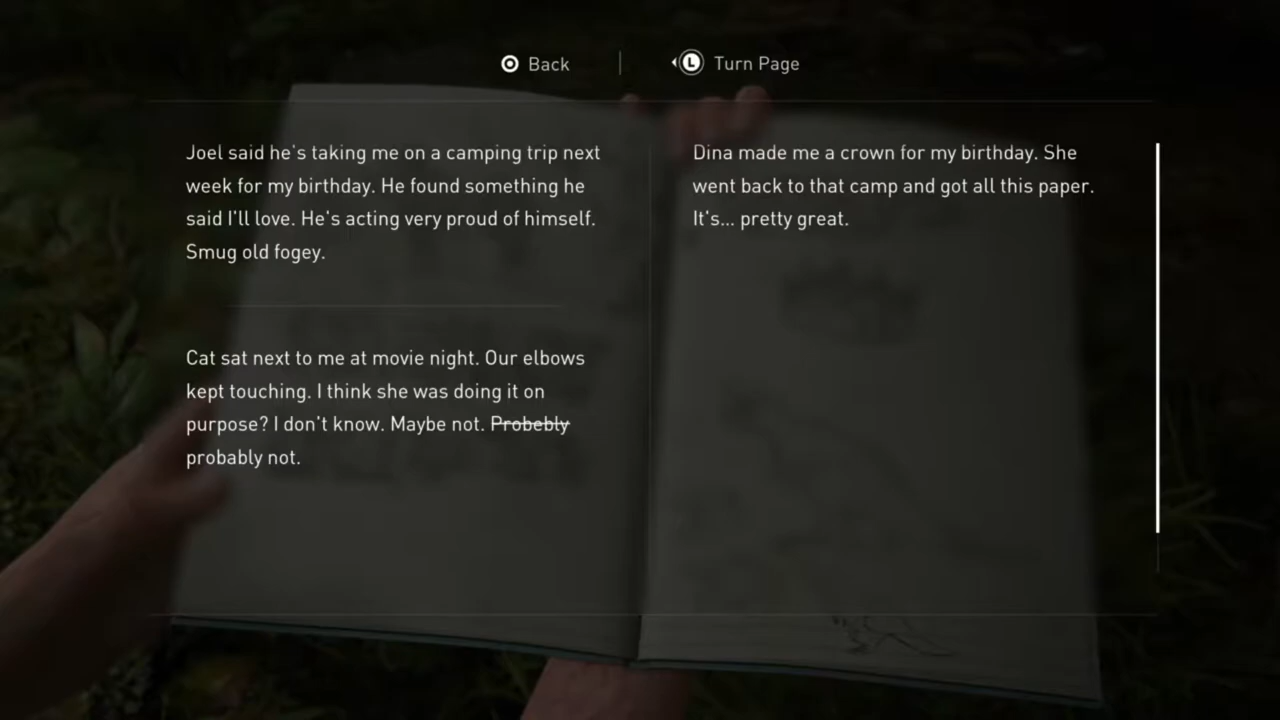 Back
L Turn Page
Joel said he's taking me on a camping trip next
week for my birthday. He found something he
said I'll love. He's acting very proud of himself.
Smug old fogey.
Cat sat next to me at movie night. Our elbows
kept touching. I think she was doing it on
purpose? I don't know. Maybe not. Probebly
probably not.
Dina made me a crown for my birthday. She
went back to that camp and got all this paper.
It's... pretty great.